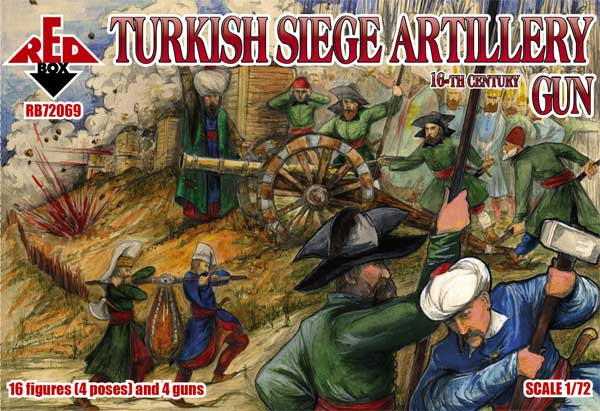 RED
BOX
RB72069
TURKISH SIEGE ARTILLERY
16-TH CENTURY
GUN
16 figures (4 poses) and 4 guns
SCALE 1/72